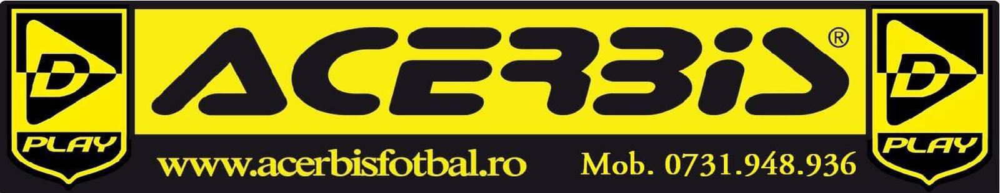 D
PLAY
ACERBiS®
D
PLAY
www.acerbisfotbal.ro Mob. 0731.948.936